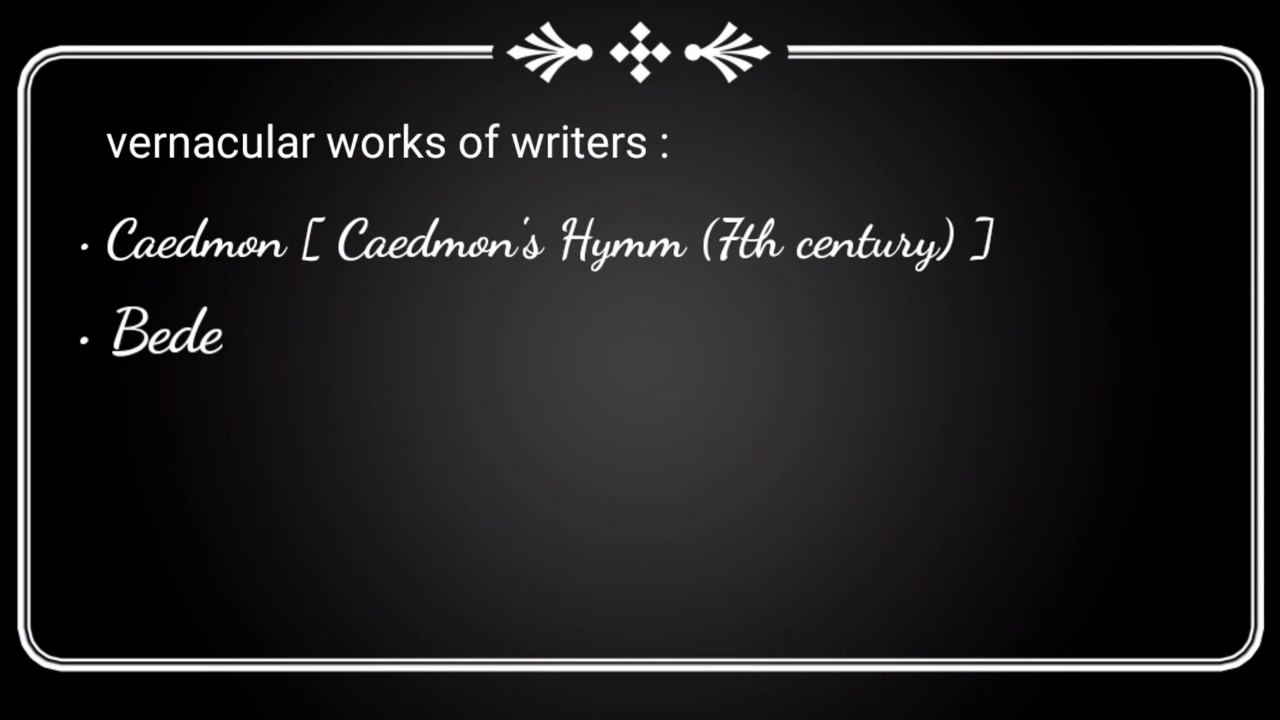 vernacular works of writers :
• Caedmon [ Caedmon's Hymm (7th century) ]
• Bede